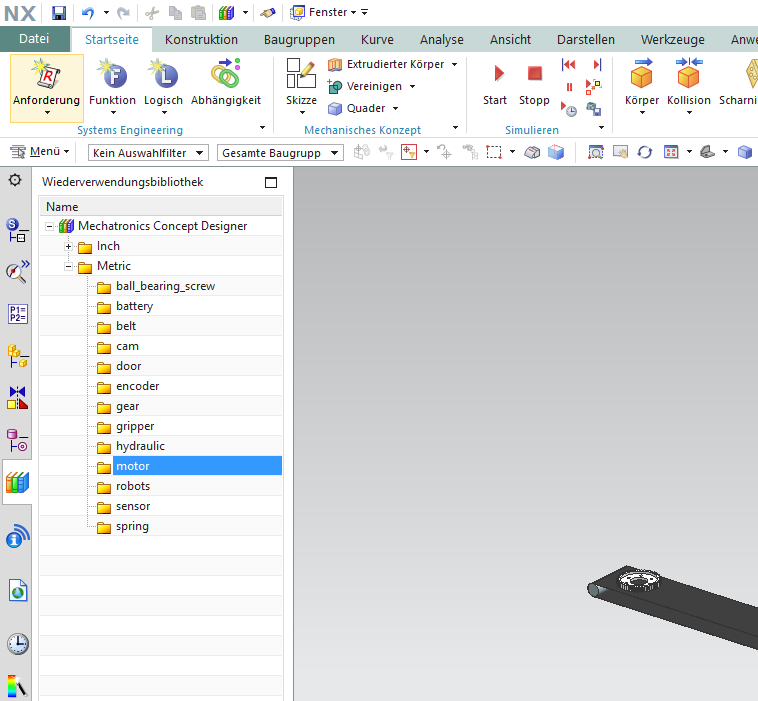 NX Fenster
Datei Startseite Konstruktion Baugruppen Kurve Analyse Ansicht Darstellen Werkzeuge Anwe
Anforderung Funktion Logisch Abhängigkeit Skizze Extrudierter Körper Vereinigen Quader Start Stopp Körper Kollision Scharni
Systems Engineering Mechanisches Konzept Simulieren
Menü Kein Auswahlfilter Gesamte Baugrupp
Wiederverwendungsbibliothek
Name
Mechatronics Concept Designer
Inch
Metric
ball_bearing_screw
battery
belt
cam
door
encoder
gear
gripper
hydraulic
motor
robots
sensor
spring
P1=
P2=